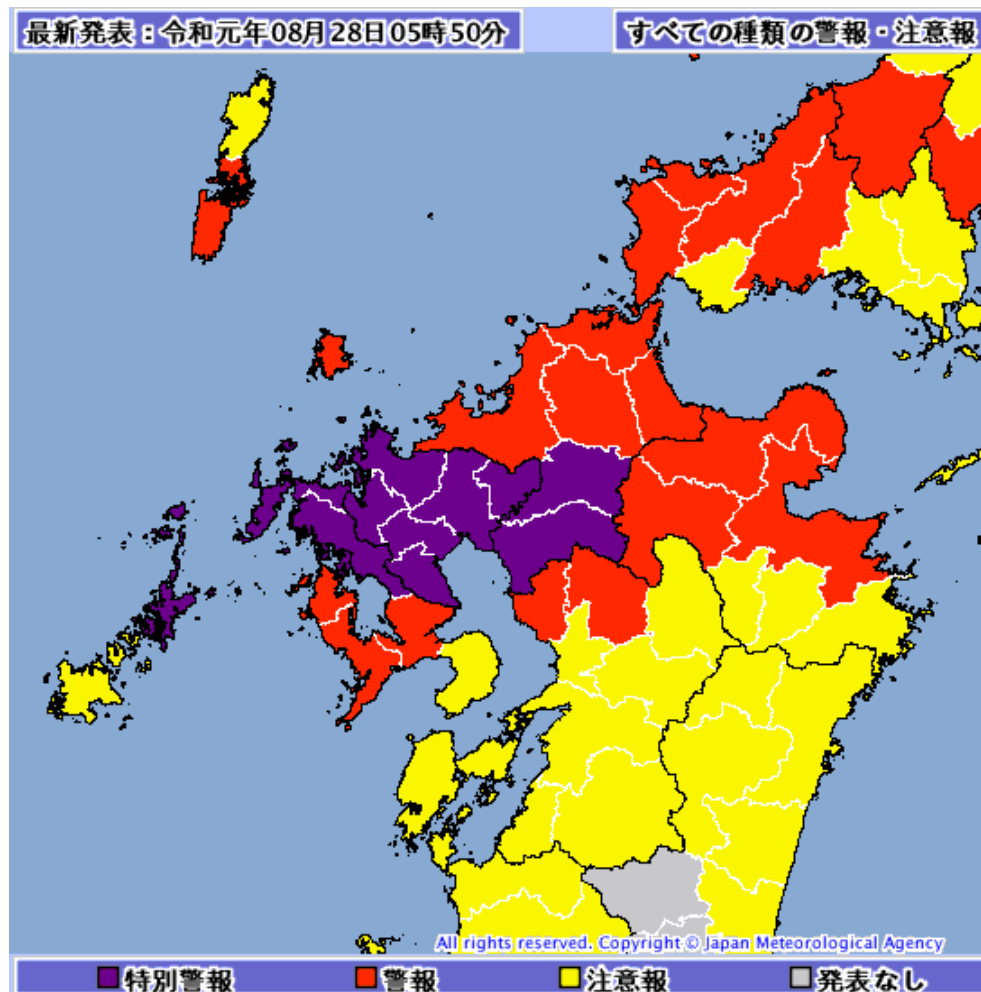 最新発表：令和元年08月28日05時50分
すべての種類の警報・注意報
All rights reserved. Copyright © Japan Meteorological Agency
特別警報
警報
注意報
発表なし